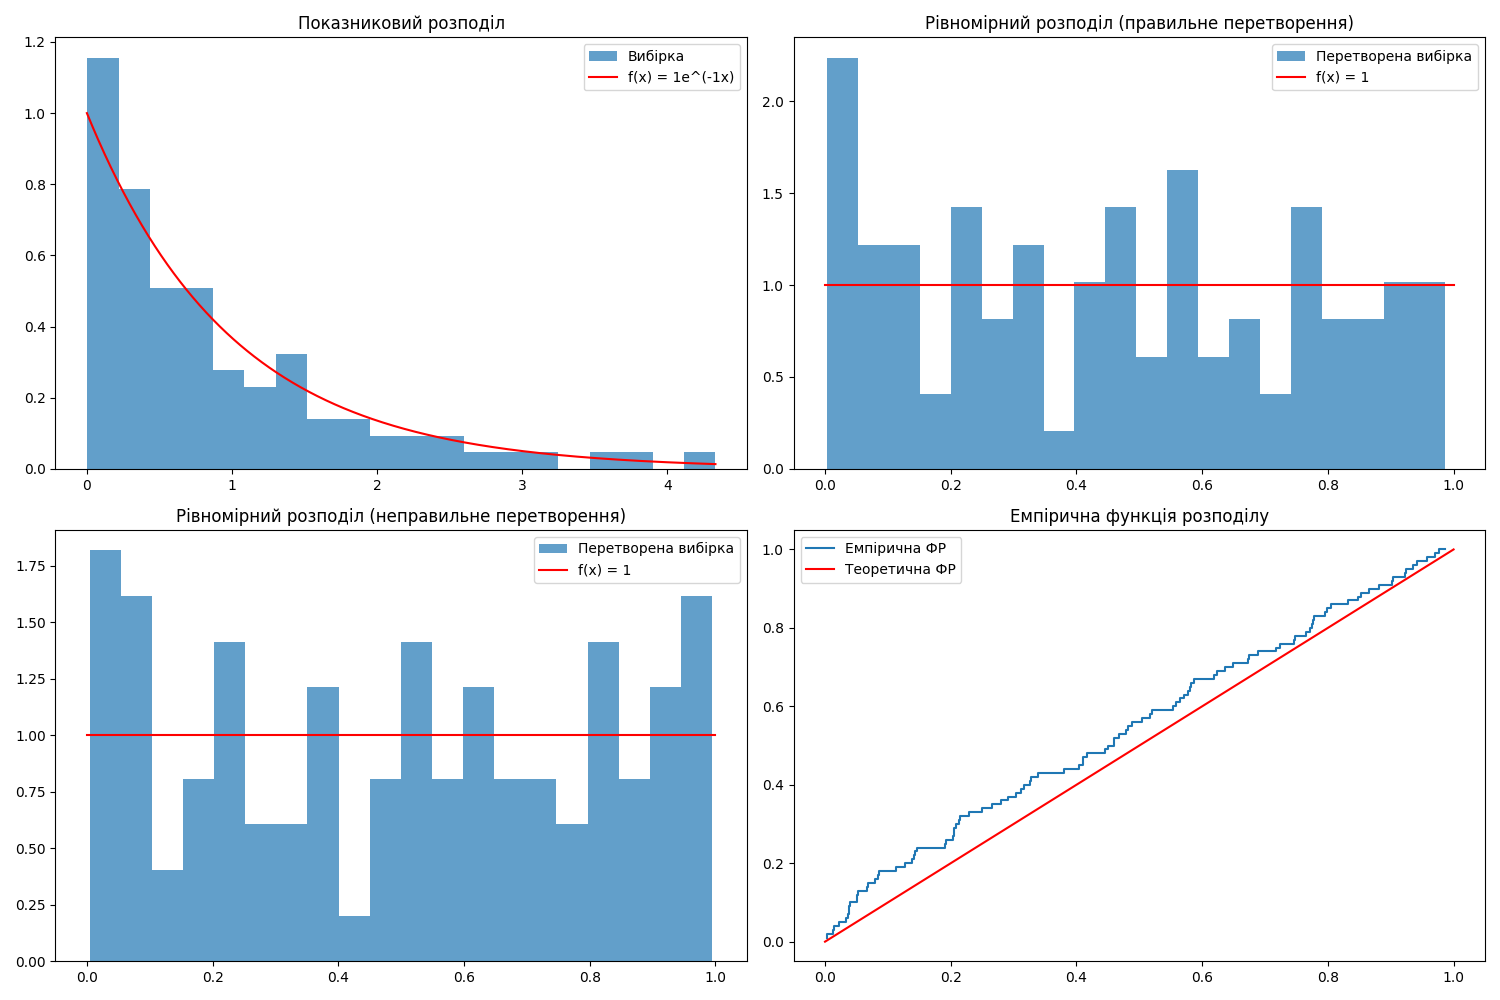 Показниковий розподіл
Вибірка
f(x) = 1e^(-1x)
1.2
1.0
0.8
0.6
0.4
0.2
0.0
0 1 2 3 4
Рівномірний розподіл (правильне перетворення)
Перетворена вибірка
f(x) = 1
2.0
1.5
1.0
0.5
0.0
0.0 0.2 0.4 0.6 0.8 1.0
Рівномірний розподіл (неправильне перетворення)
Перетворена вибірка
f(x) = 1
1.75
1.50
1.25
1.00
0.75
0.50
0.25
0.00
0.0 0.2 0.4 0.6 0.8 1.0
Емпірична функція розподілу
Емпірична ФР
Теоретична ФР
1.0
0.8
0.6
0.4
0.2
0.0
0.0 0.2 0.4 0.6 0.8 1.0